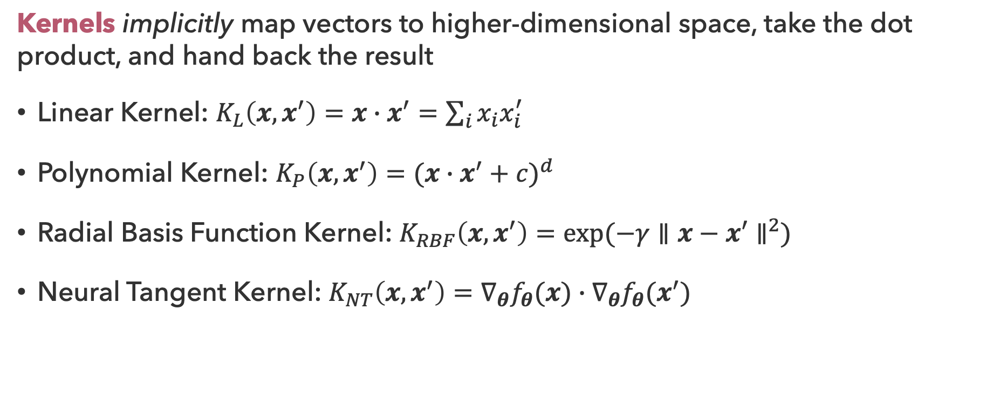 Kernels implicitly map vectors to higher-dimensional space, take the dot
product, and hand back the result
• Linear Kernel: $K_L(\boldsymbol{x}, \boldsymbol{x}') = \boldsymbol{x} \cdot \boldsymbol{x}' = \sum_i x_i x_i'$
• Polynomial Kernel: $K_P(\boldsymbol{x}, \boldsymbol{x}') = (\boldsymbol{x} \cdot \boldsymbol{x}' + c)^d$
• Radial Basis Function Kernel: $K_{RBF}(\boldsymbol{x}, \boldsymbol{x}') = \exp(-\gamma \parallel \boldsymbol{x} - \boldsymbol{x}' \parallel^2)$
• Neural Tangent Kernel: $K_{NT}(\boldsymbol{x}, \boldsymbol{x}') = \nabla_{\boldsymbol{\theta}} f_{\boldsymbol{\theta}}(\boldsymbol{x}) \cdot \nabla_{\boldsymbol{\theta}} f_{\boldsymbol{\theta}}(\boldsymbol{x}')$